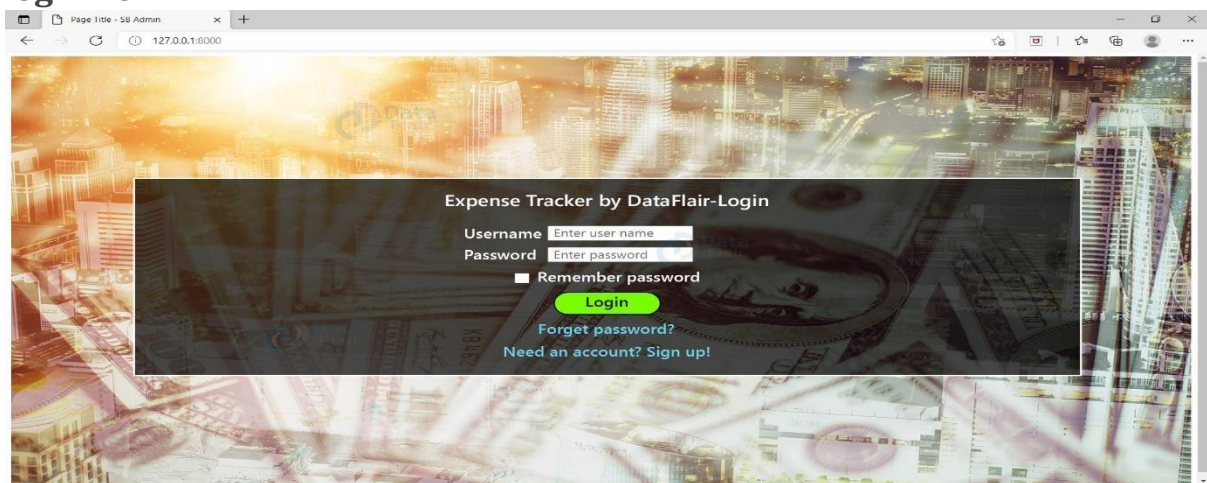 Page Title - SB Admin
127.0.0.1:8000
Expense Tracker by DataFlair-Login
Username Enter user name
Password Enter password
Remember password
Login
Forget password?
Need an account? Sign up!